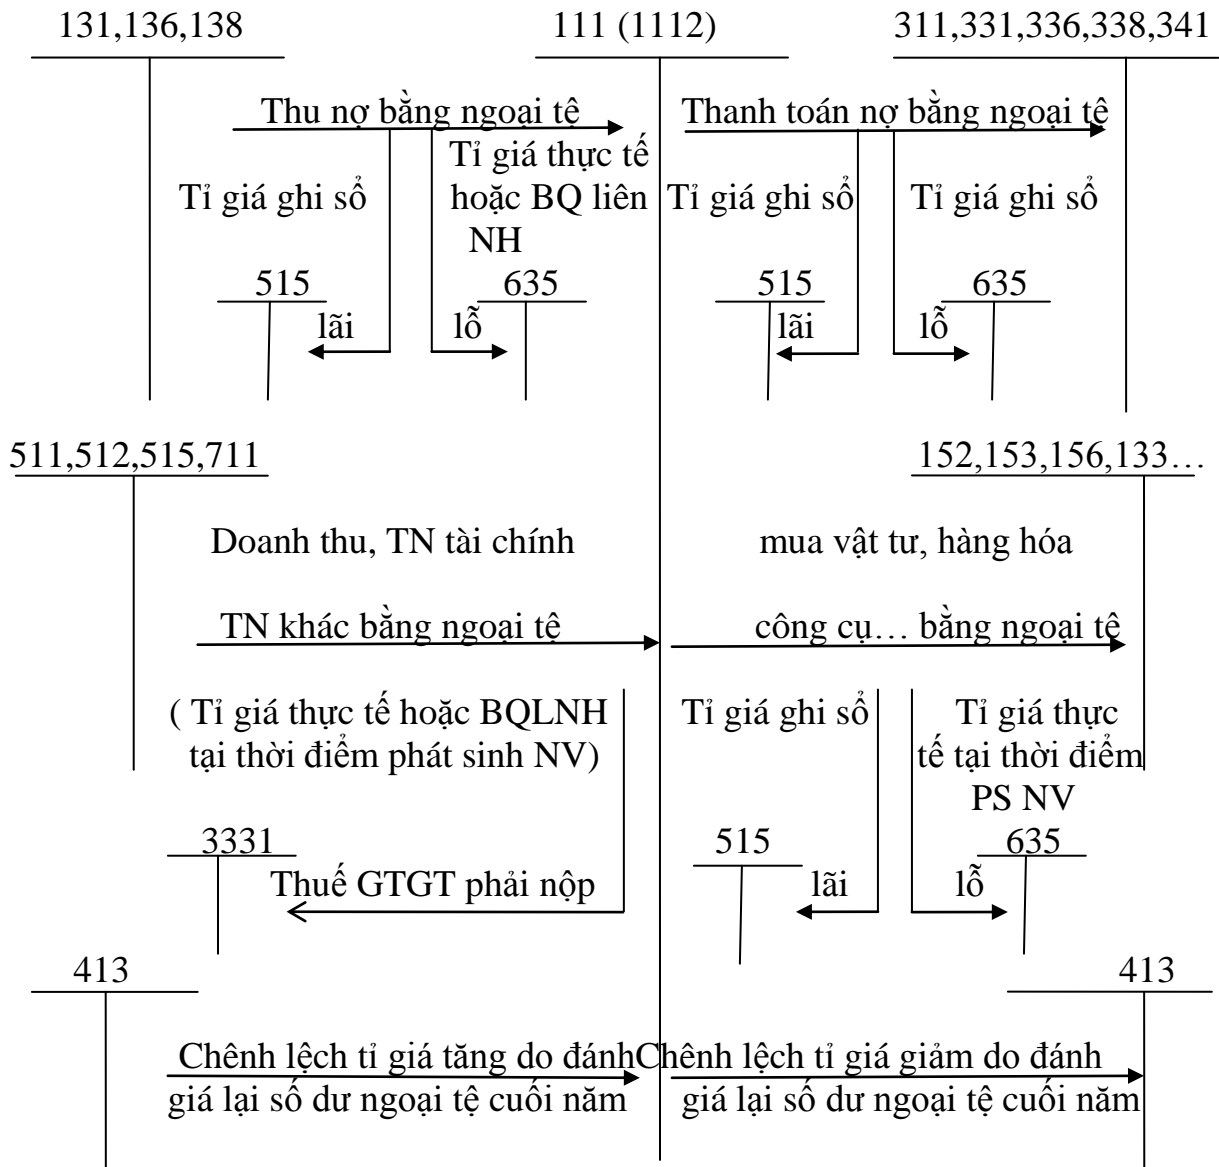 131,136,138
111 (1112)
311,331,336,338,341
Thu nợ bằng ngoại tệ
Thanh toán nợ bằng ngoại tệ
Tỉ giá thực tế
hoặc BQ liên
NH
Tỉ giá ghi sổ
Tỉ giá ghi sổ
Tỉ giá ghi sổ
515
635
515
635
lãi
lỗ
lãi
lỗ
511,512,515,711
152,153,156,133…
Doanh thu, TN tài chính
mua vật tư, hàng hóa
TN khác bằng ngoại tệ
công cụ… bằng ngoại tệ
( Tỉ giá thực tế hoặc BQLNH
tại thời điểm phát sinh NV)
Tỉ giá ghi sổ
Tỉ giá thực
tế tại thời điểm
PS NV
3331
515
635
Thuế GTGT phải nộp
lãi
lỗ
413
413
Chênh lệch tỉ giá tăng do đánh
giá lại số dư ngoại tệ cuối năm
Chênh lệch tỉ giá giảm do đánh
giá lại số dư ngoại tệ cuối năm